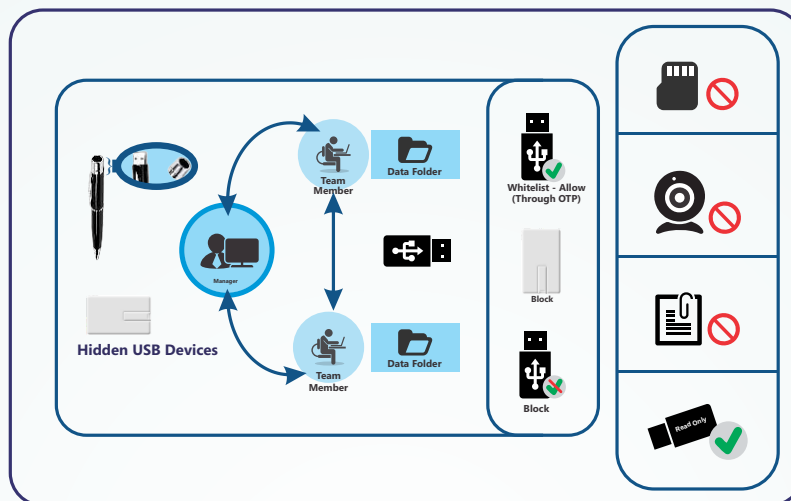 Team
Member
Data Folder
Whitelist - Allow
(Through OTP)
Manager
Block
Hidden USB Devices
Team
Member
Data Folder
Block
Read Only